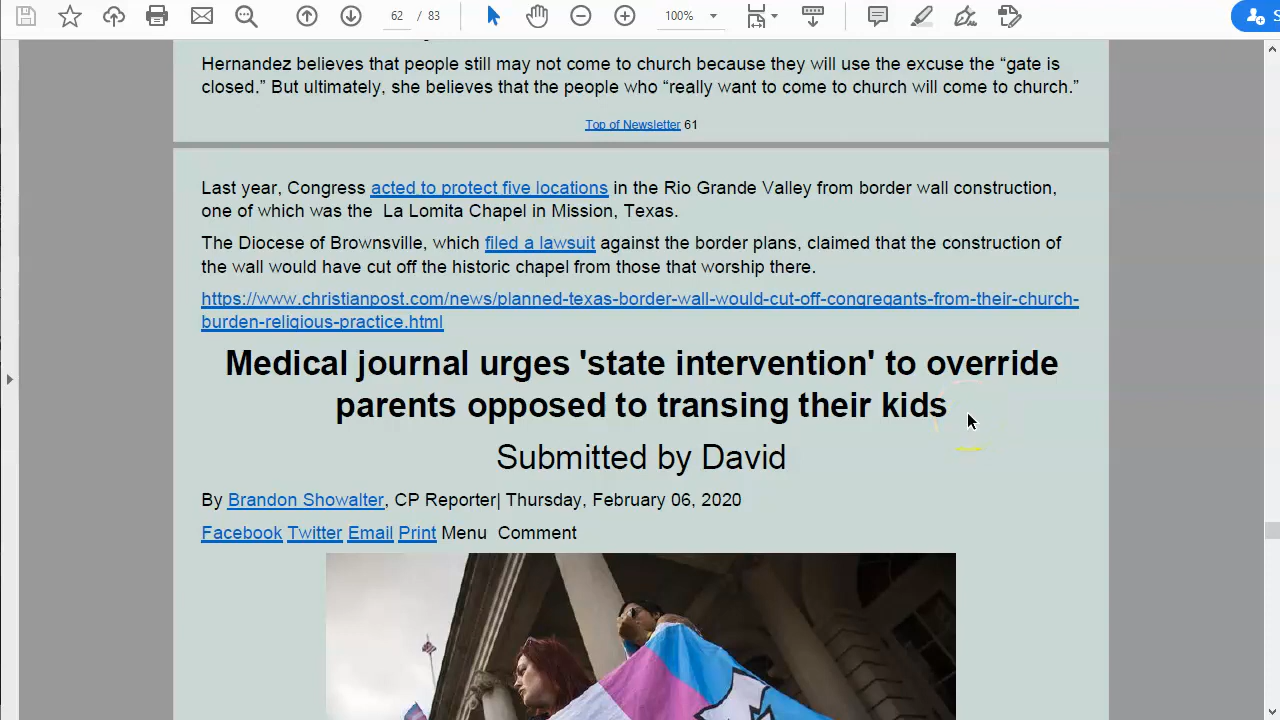 62 / 83
100%
S
Hernandez believes that people still may not come to church because they will use the excuse the “gate is
closed.” But ultimately, she believes that the people who “really want to come to church will come to church.”
Top of Newsletter 61
Last year, Congress acted to protect five locations in the Rio Grande Valley from border wall construction,
one of which was the La Lomita Chapel in Mission, Texas.
The Diocese of Brownsville, which filed a lawsuit against the border plans, claimed that the construction of
the wall would have cut off the historic chapel from those that worship there.
https://www.christianpost.com/news/planned-texas-border-wall-would-cut-off-congregants-from-their-church-
burden-religious-practice.html
Medical journal urges 'state intervention' to override
parents opposed to transing their kids
Submitted by David
By Brandon Showalter, CP Reporter| Thursday, February 06, 2020
Facebook Twitter Email Print Menu Comment